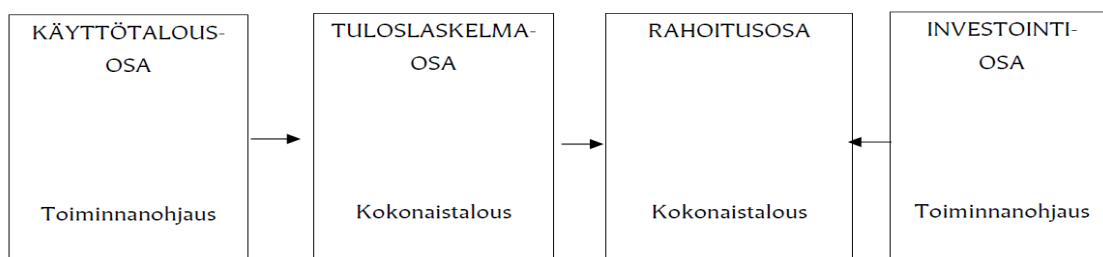 KÄYTTÖTALOUS-
OSA
Toiminnanohjaus
TULOSLASKELMA-
OSA
Kokonaistalous
RAHOITUSOSA
Kokonaistalous
INVESTOINTI-
OSA
Toiminnanohjaus